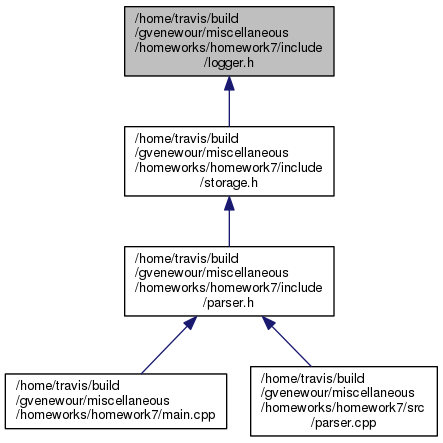 /home/travis/build
/gvenewour/miscellaneous
/homeworks/homework7/include
/logger.h
/home/travis/build
/gvenewour/miscellaneous
/homeworks/homework7/include
/storage.h
/home/travis/build
/gvenewour/miscellaneous
/homeworks/homework7/include
/parser.h
/home/travis/build
/gvenewour/miscellaneous
/homeworks/homework7/main.cpp
/home/travis/build
/gvenewour/miscellaneous
/homeworks/homework7/src
/parser.cpp